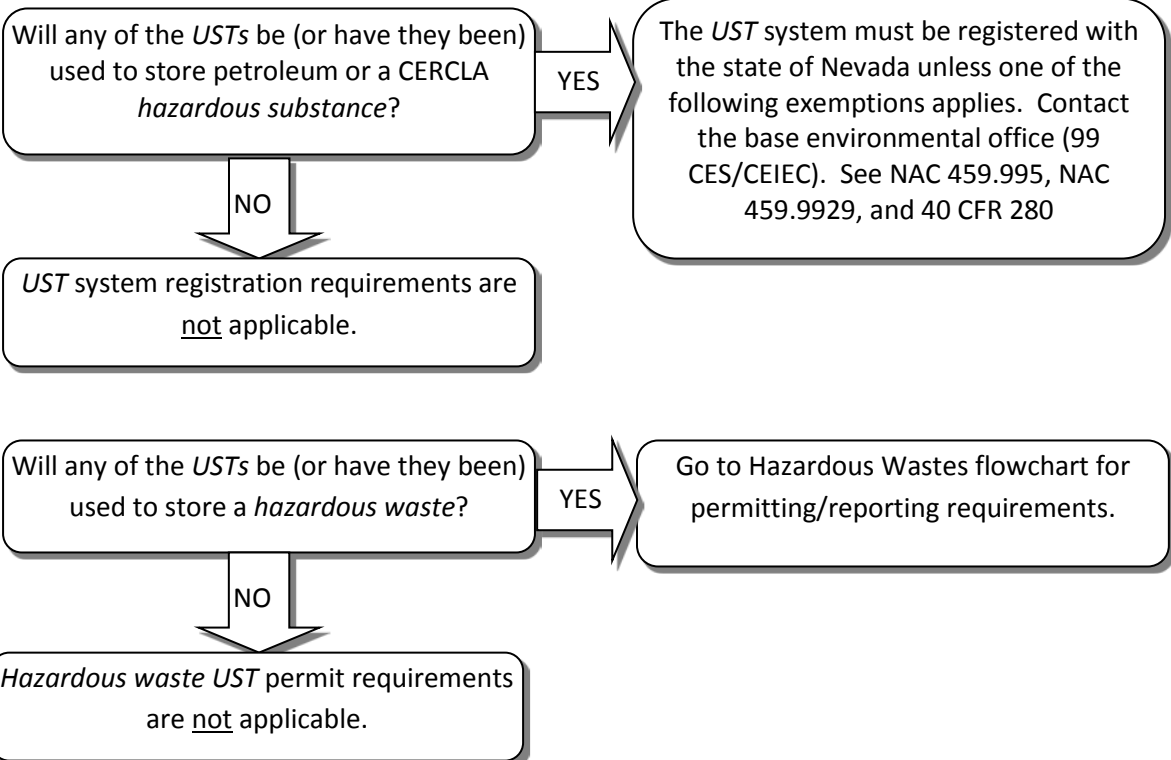 Will any of the USTs be (or have they been)
used to store petroleum or a CERCLA
hazardous substance?
YES
The UST system must be registered with
the state of Nevada unless one of the
following exemptions applies.  Contact
the base environmental office (99
CES/CEIEC).  See NAC 459.995, NAC
459.9929, and 40 CFR 280
NO
UST system registration requirements are
not applicable.
Will any of the USTs be (or have they been)
used to store a hazardous waste?
YES
Go to Hazardous Wastes flowchart for
permitting/reporting requirements.
NO
Hazardous waste UST permit requirements
are not applicable.